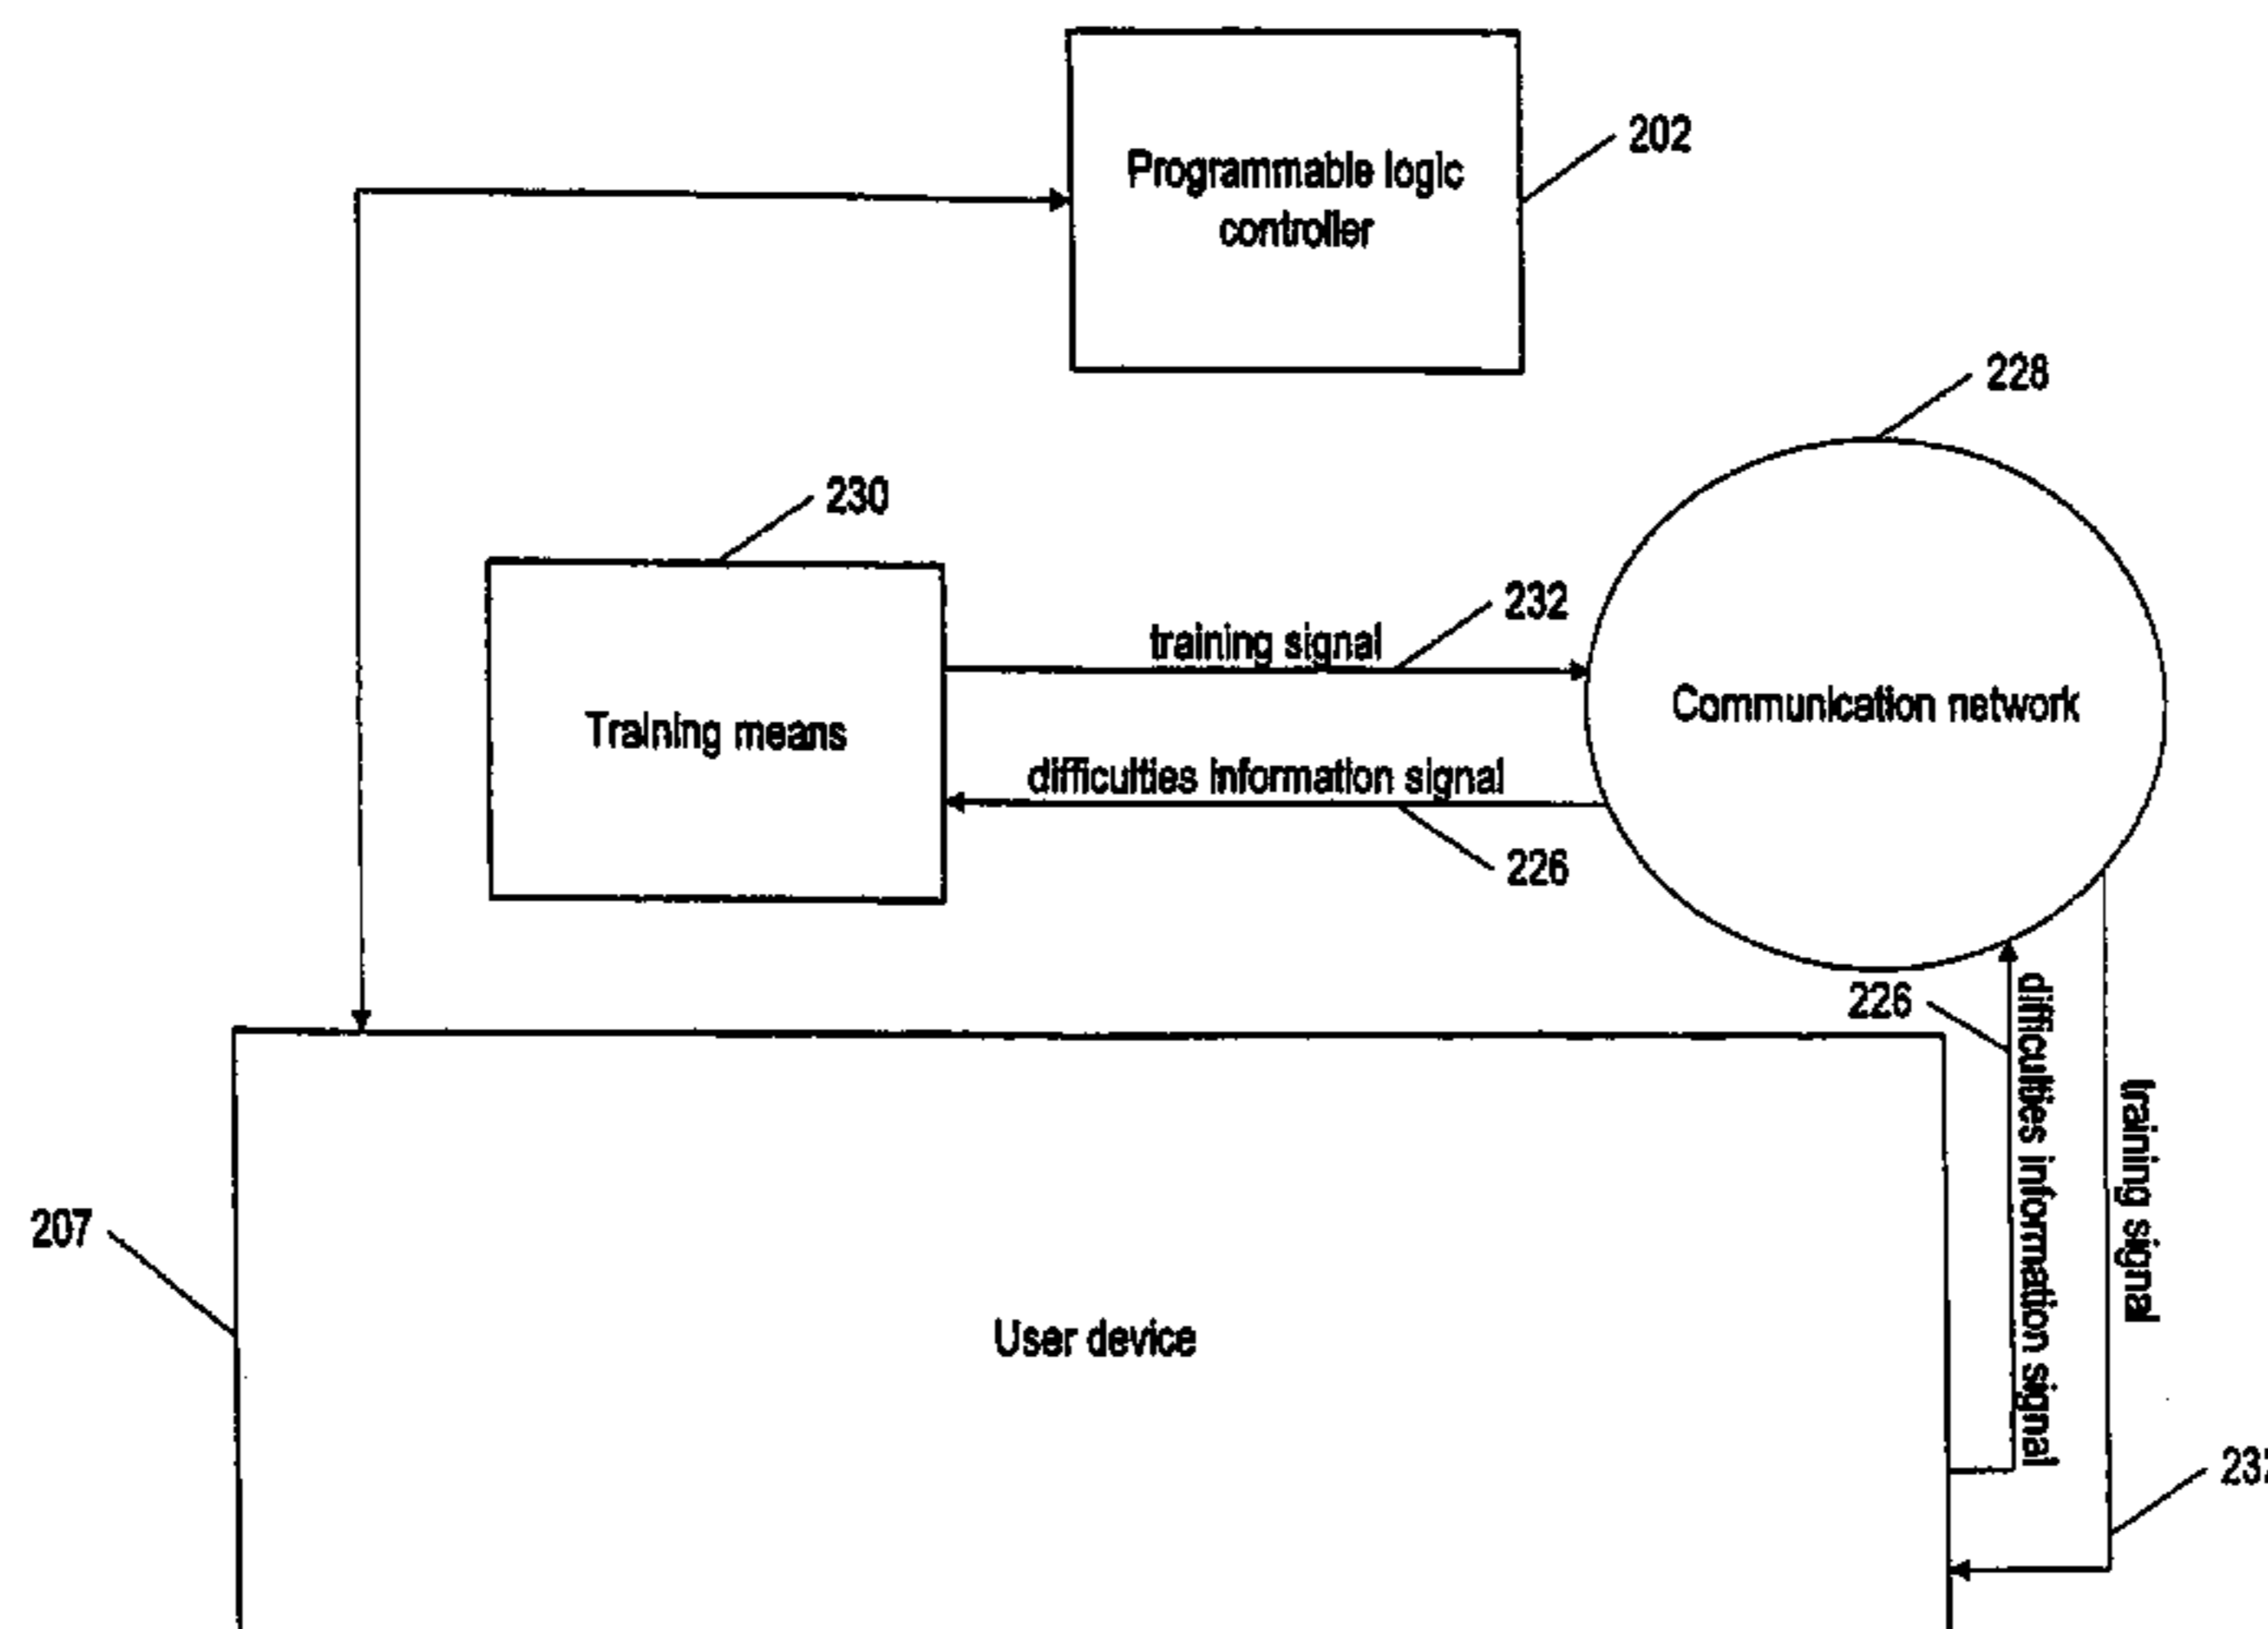 Programmable logic
controller
202
228
230
232
training signal
Training means
Communication network
difficulties information signal
226
226
difficulties information signal
training signal
207
User device